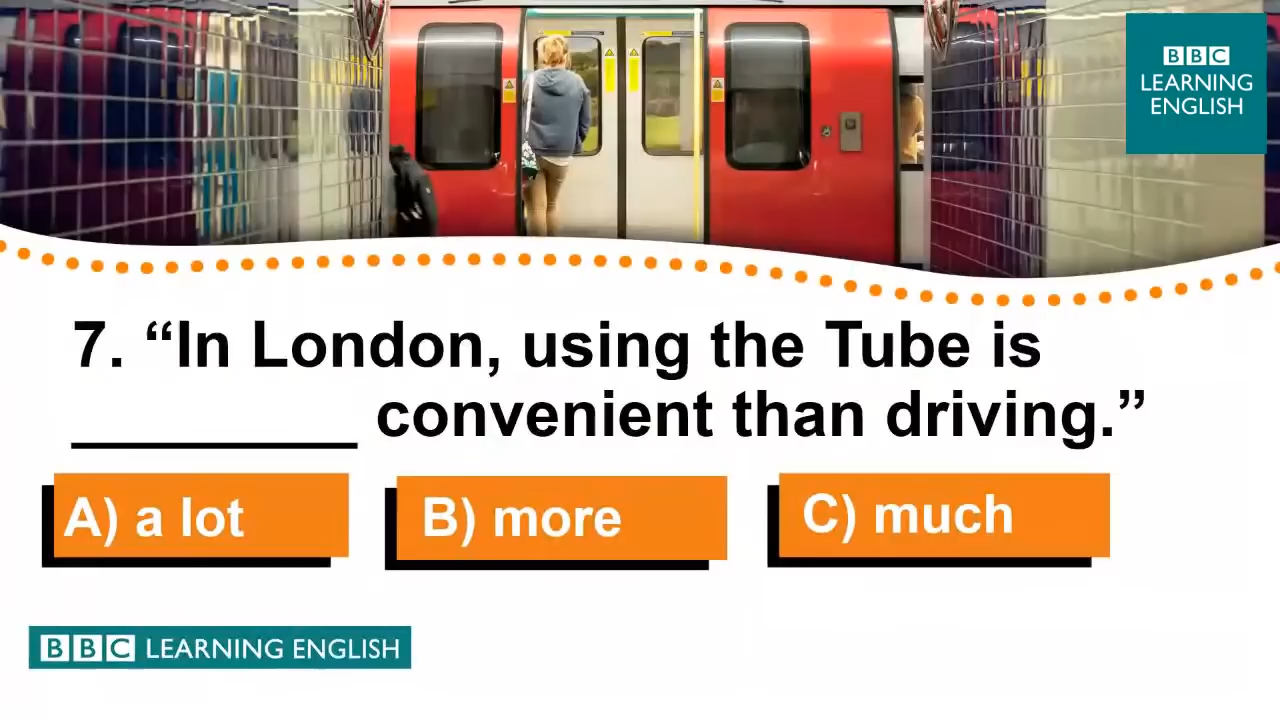 BBC
LEARNING
ENGLISH
7. “In London, using the Tube is
_________ convenient than driving.”
A) a lot
B) more
C) much
BBC LEARNING ENGLISH